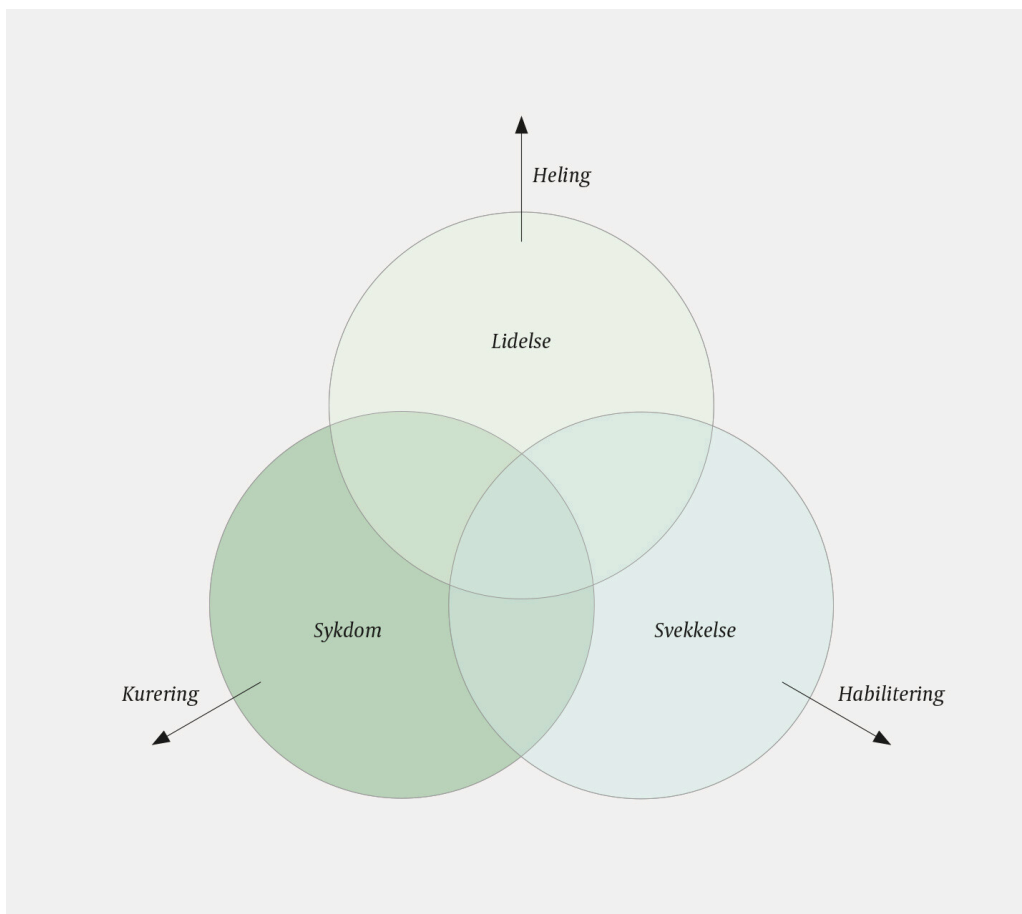 Heling
Lidelse
Sykdom
Svekkelse
Kurering
Habilitering